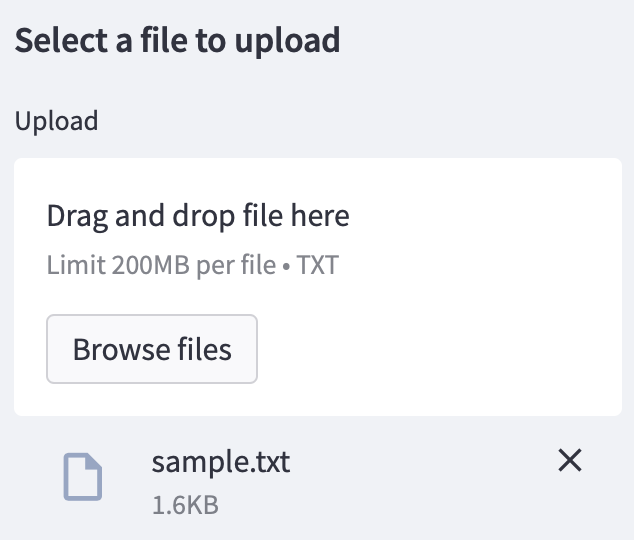 Select a file to upload
Upload
Drag and drop file here
Limit 200MB per file • TXT
Browse files
sample.txt
1.6KB